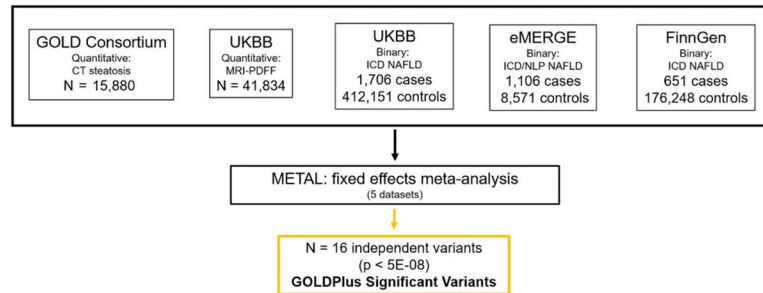 GOLD Consortium
Quantitative:
CT steatosis
N = 15,880
UKBB
Quantitative:
MRI-PDFF
N = 41,834
UKBB
Binary:
ICD NAFLD
1,706 cases
412,151 controls
eMERGE
Binary:
ICD/NLP NAFLD
1,106 cases
8,571 controls
FinnGen
Binary:
ICD NAFLD
651 cases
176,248 controls
METAL: fixed effects meta-analysis
(5 datasets)
N = 16 independent variants
(p < 5E-08)
GOLDPlus Significant Variants